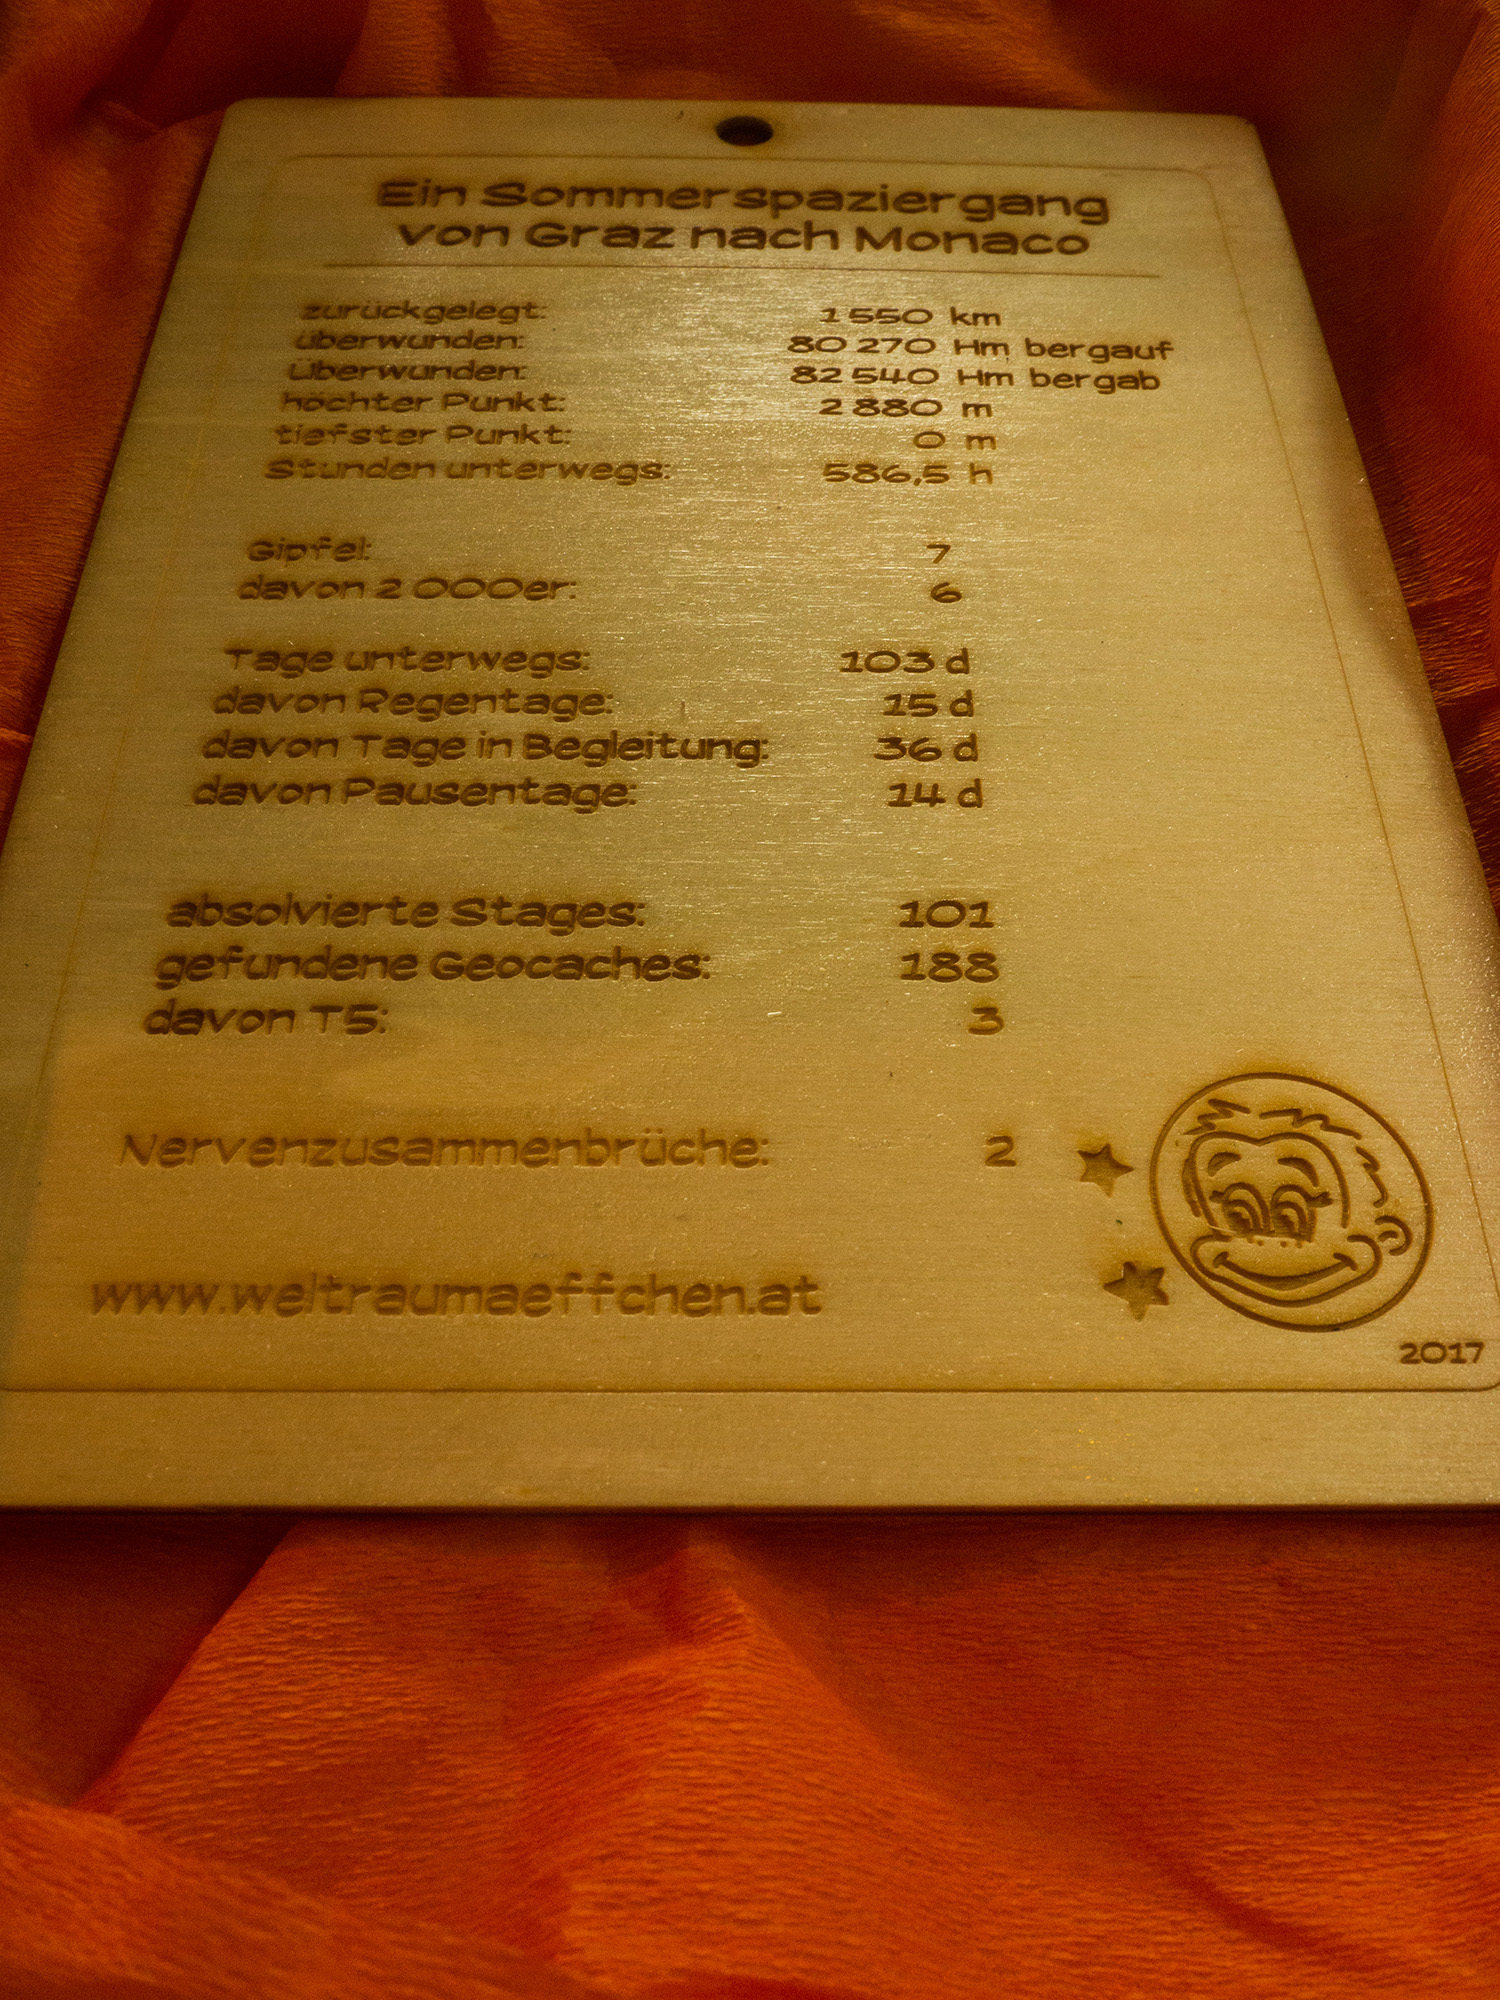 Ein Sommerspaziergang
von Graz nach Monaco
zurückgelegt: 1 550 km
überwunden: 80 270 Hm bergauf
Überwunden: 82 540 Hm bergab
höchter Punkt: 2 880 m
tiefster Punkt: 0 m
Stunden unterwegs: 586,5 h
Gipfel: 7
davon 2 000er: 6
Tage unterwegs: 103 d
davon Regentage: 15 d
davon Tage in Begleitung: 36 d
davon Pausentage: 14 d
absolvierte Stages: 101
gefundene Geocaches: 188
davon T5: 3
Nervenzusammenbrüche: 2
www.weltraumaeffchen.at
2017